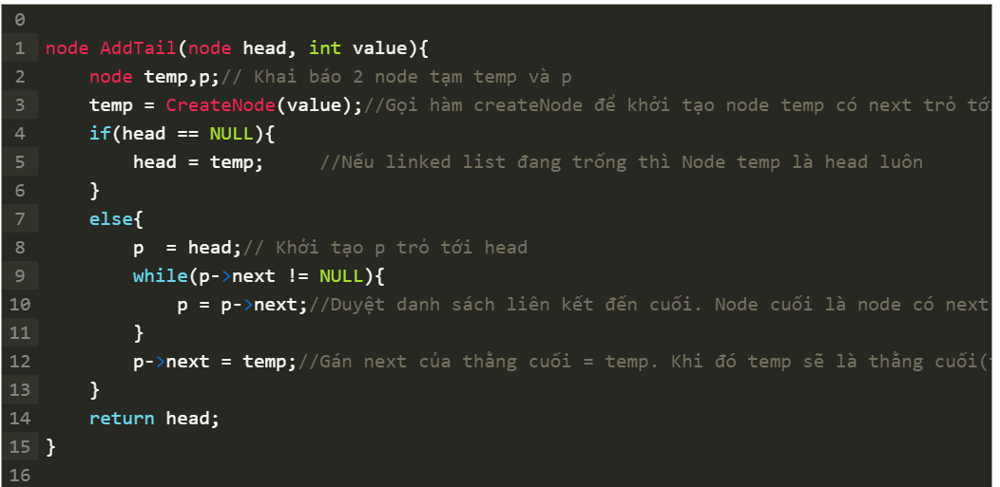 0
1 node AddTail(node head, int value){
2     node temp,p;// Khai báo 2 node tạm temp và p
3     temp = CreateNode(value);//Gọi hàm createNode để khởi tạo node temp có next trỏ tới
4     if(head == NULL){
5         head = temp;     //Nếu linked list đang trống thì Node temp là head luôn
6     }
7     else{
8         p  = head;// Khởi tạo p trỏ tới head
9         while(p->next != NULL){
10             p = p->next;//Duyệt danh sách liên kết đến cuối. Node cuối là node có next
11         }
12         p->next = temp;//Gán next của thằng cuối = temp. Khi đó temp sẽ là thằng cuối(
13     }
14     return head;
15 }
16